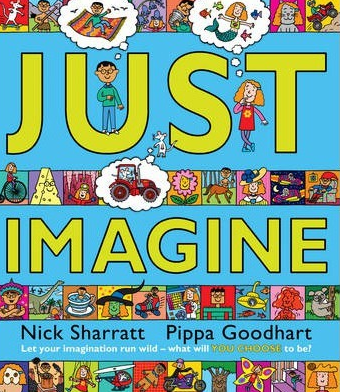 JUST
IMAGINE
Nick Sharratt Pippa Goodhart
Let your imagination run wild – what will YOU CHOOSE to be?